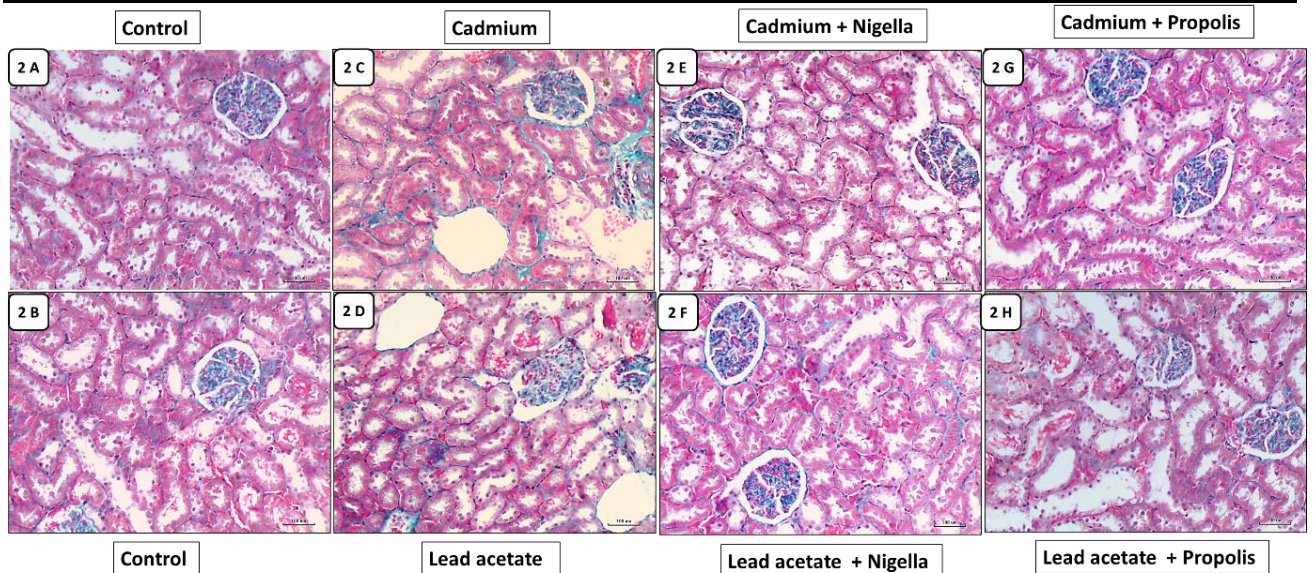 Control
Cadmium
Cadmium + Nigella
Cadmium + Propolis
2 A
2 C
2 E
2 G
2 B
2 D
2 F
2 H
Control
Lead acetate
Lead acetate + Nigella
Lead acetate + Propolis